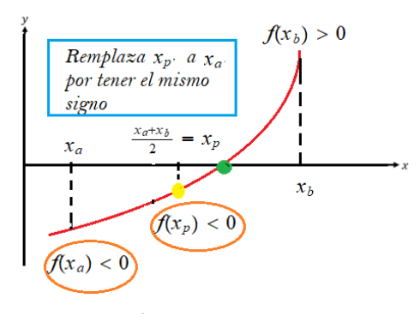 y
f(x_b) > 0
Remplaza x_p. a x_a.
por tener el mismo
signo
x_a
x_a+x_b/2 = x_p
x
x_b
f(x_p) < 0
f(x_a) < 0